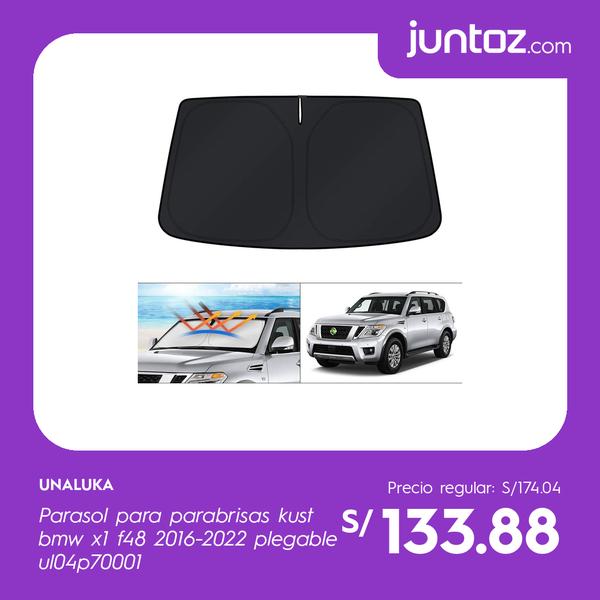 juntoz.com
UNALUKA
Parasol para parabrisas kust
bmw x1 f48 2016-2022 plegable
ul04p70001
Precio regular: S/174.04
S/133.88